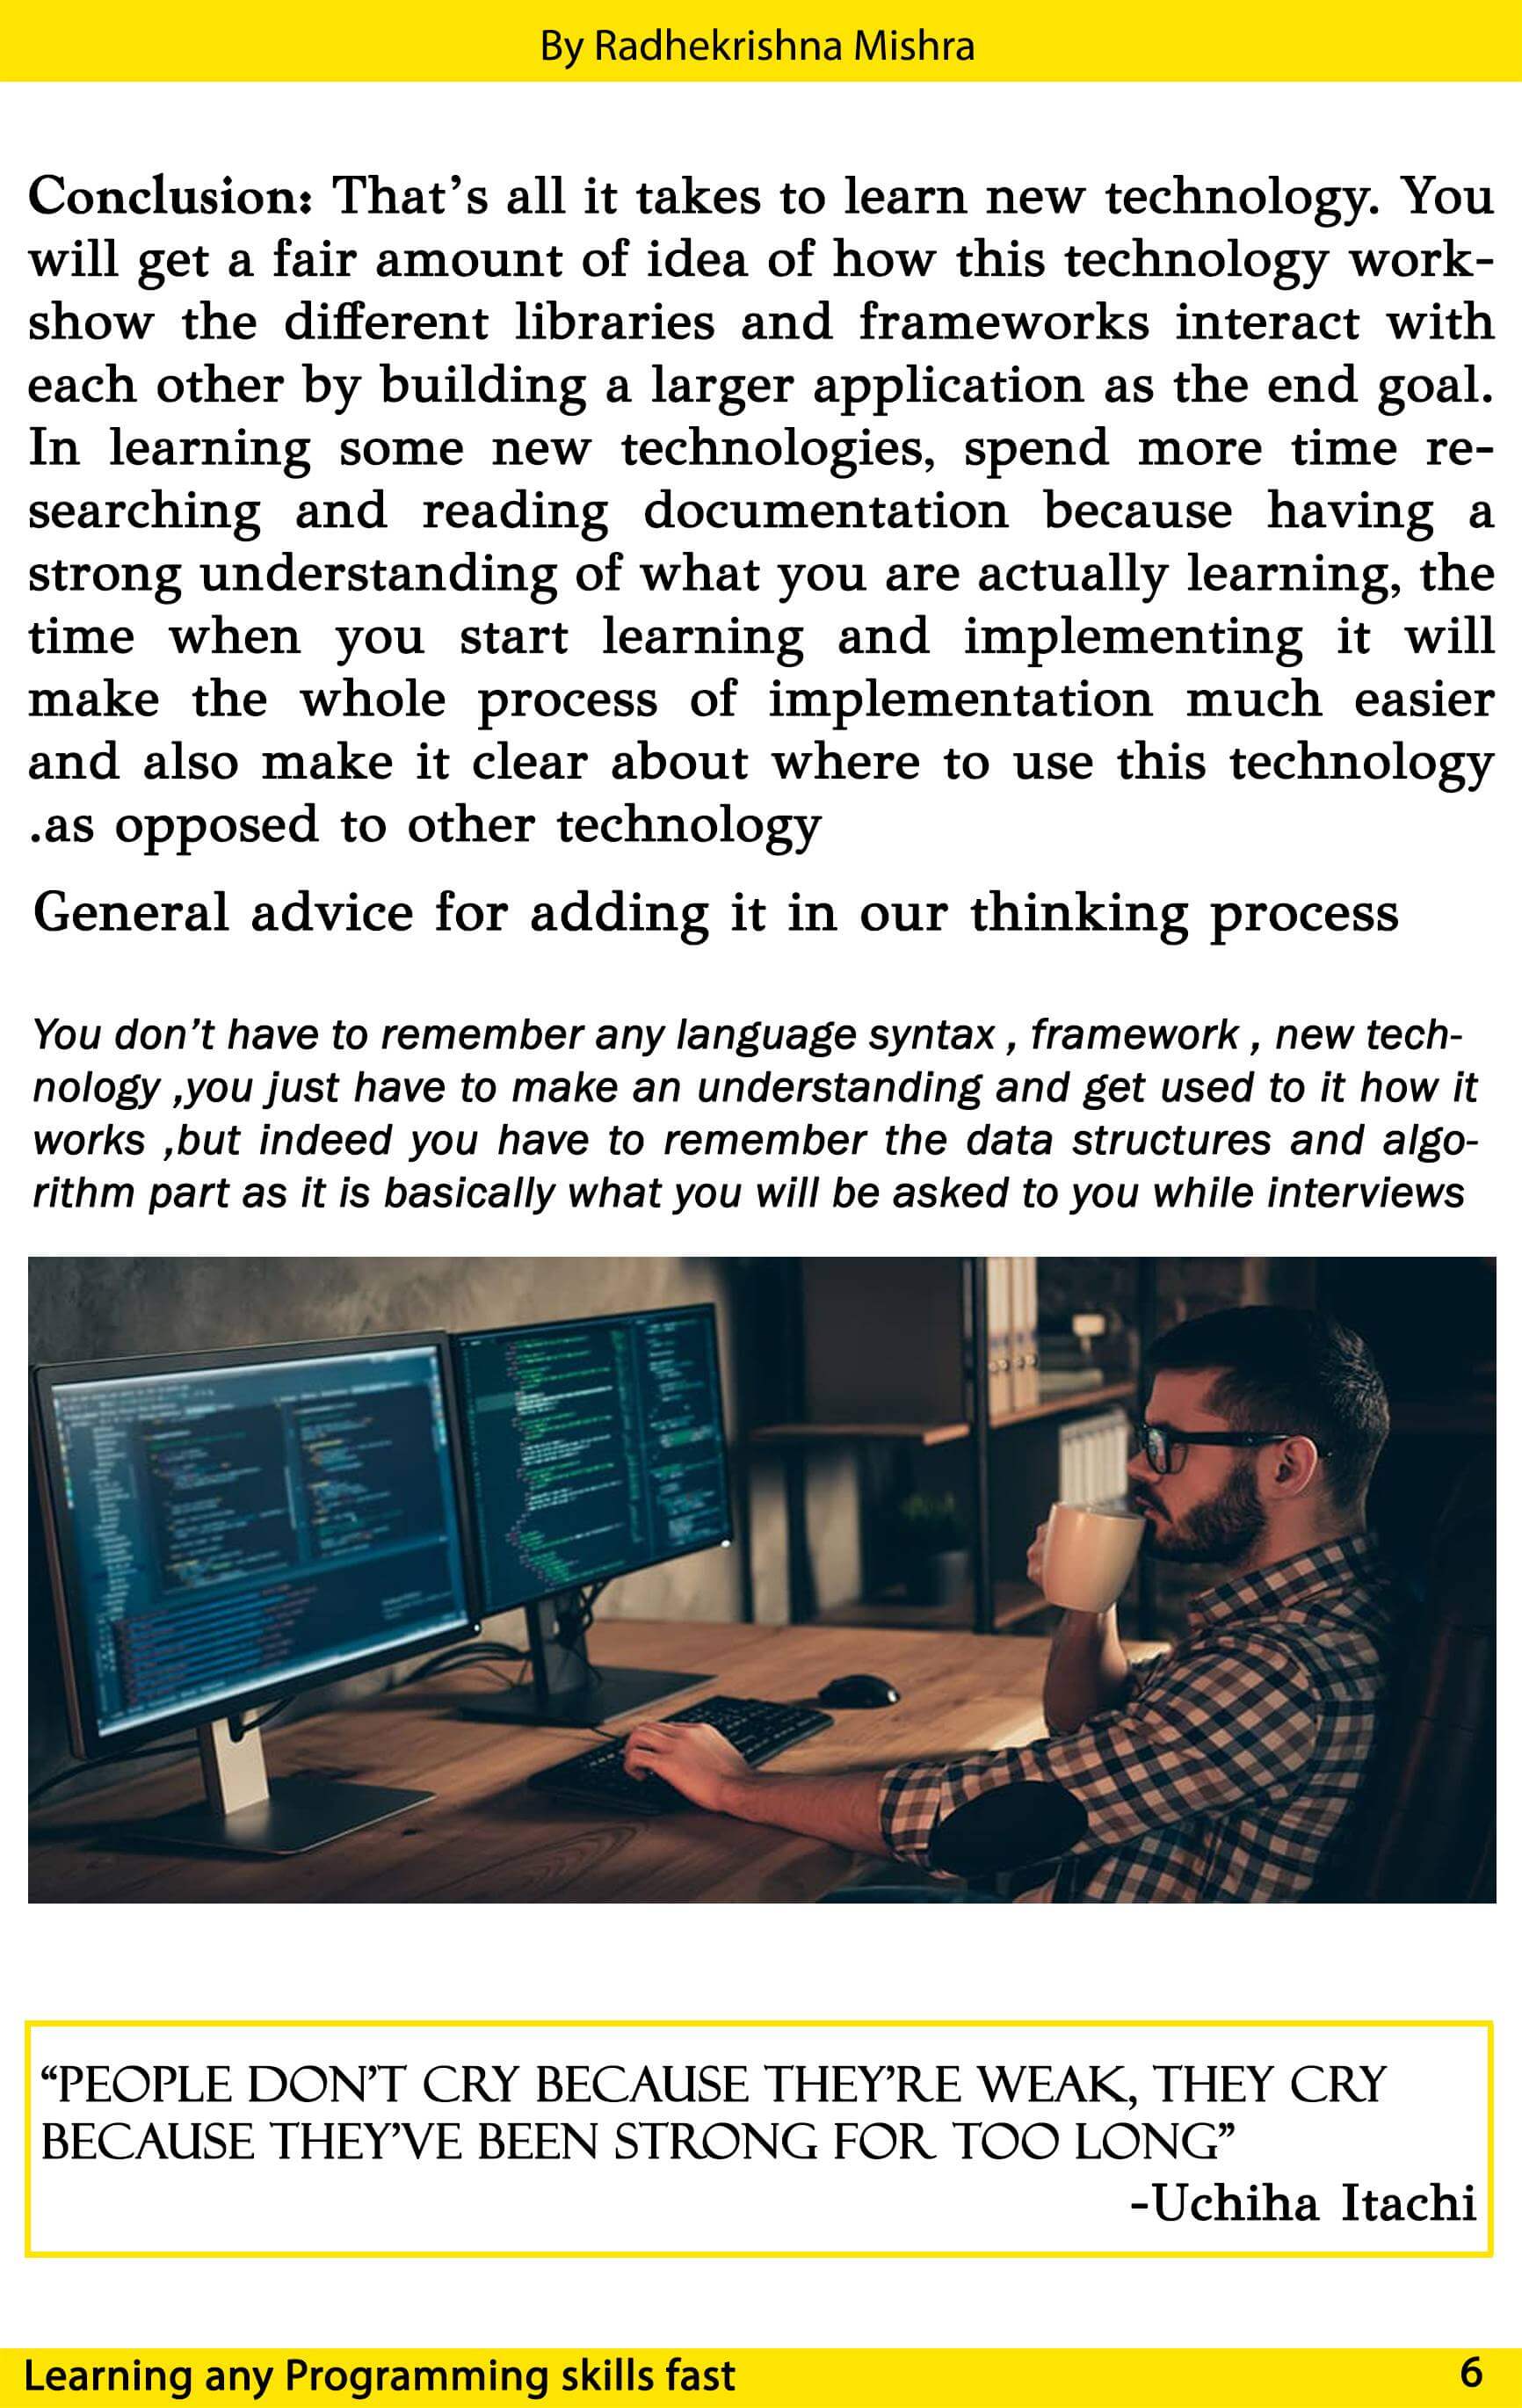 By Radhekrishna Mishra
Conclusion: That's all it takes to learn new technology. You
will get a fair amount of idea of how this technology work-
show the different libraries and frameworks interact with
each other by building a larger application as the end goal.
In learning some new technologies, spend more time re-
searching and reading documentation because having a
strong understanding of what you are actually learning, the
time when you start learning and implementing it will
make the whole process of implementation much easier
and also make it clear about where to use this technology
.as opposed to other technology
General advice for adding it in our thinking process
You don't have to remember any language syntax , framework , new tech-
nology ,you just have to make an understanding and get used to it how it
works ,but indeed you have to remember the data structures and algo-
rithm part as it is basically what you will be asked to you while interviews
“PEOPLE DON'T CRY BECAUSE THEY'RE WEAK, THEY CRY
BECAUSE THEY'VE BEEN STRONG FOR TOO LONG”
-Uchiha Itachi
Learning any Programming skills fast
6